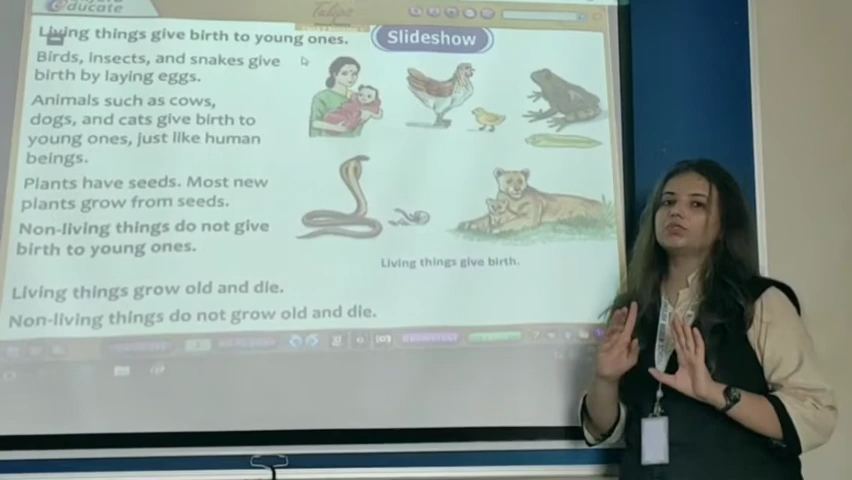 ducate
Tulips
Living things give birth to young ones.
Slideshow
Birds, insects, and snakes give
birth by laying eggs.
Animals such as cows,
dogs, and cats give birth to
young ones, just like human
beings.
Plants have seeds. Most new
plants grow from seeds.
Non-living things do not give
birth to young ones.
Living things give birth.
Living things grow old and die.
Non-living things do not grow old and die.